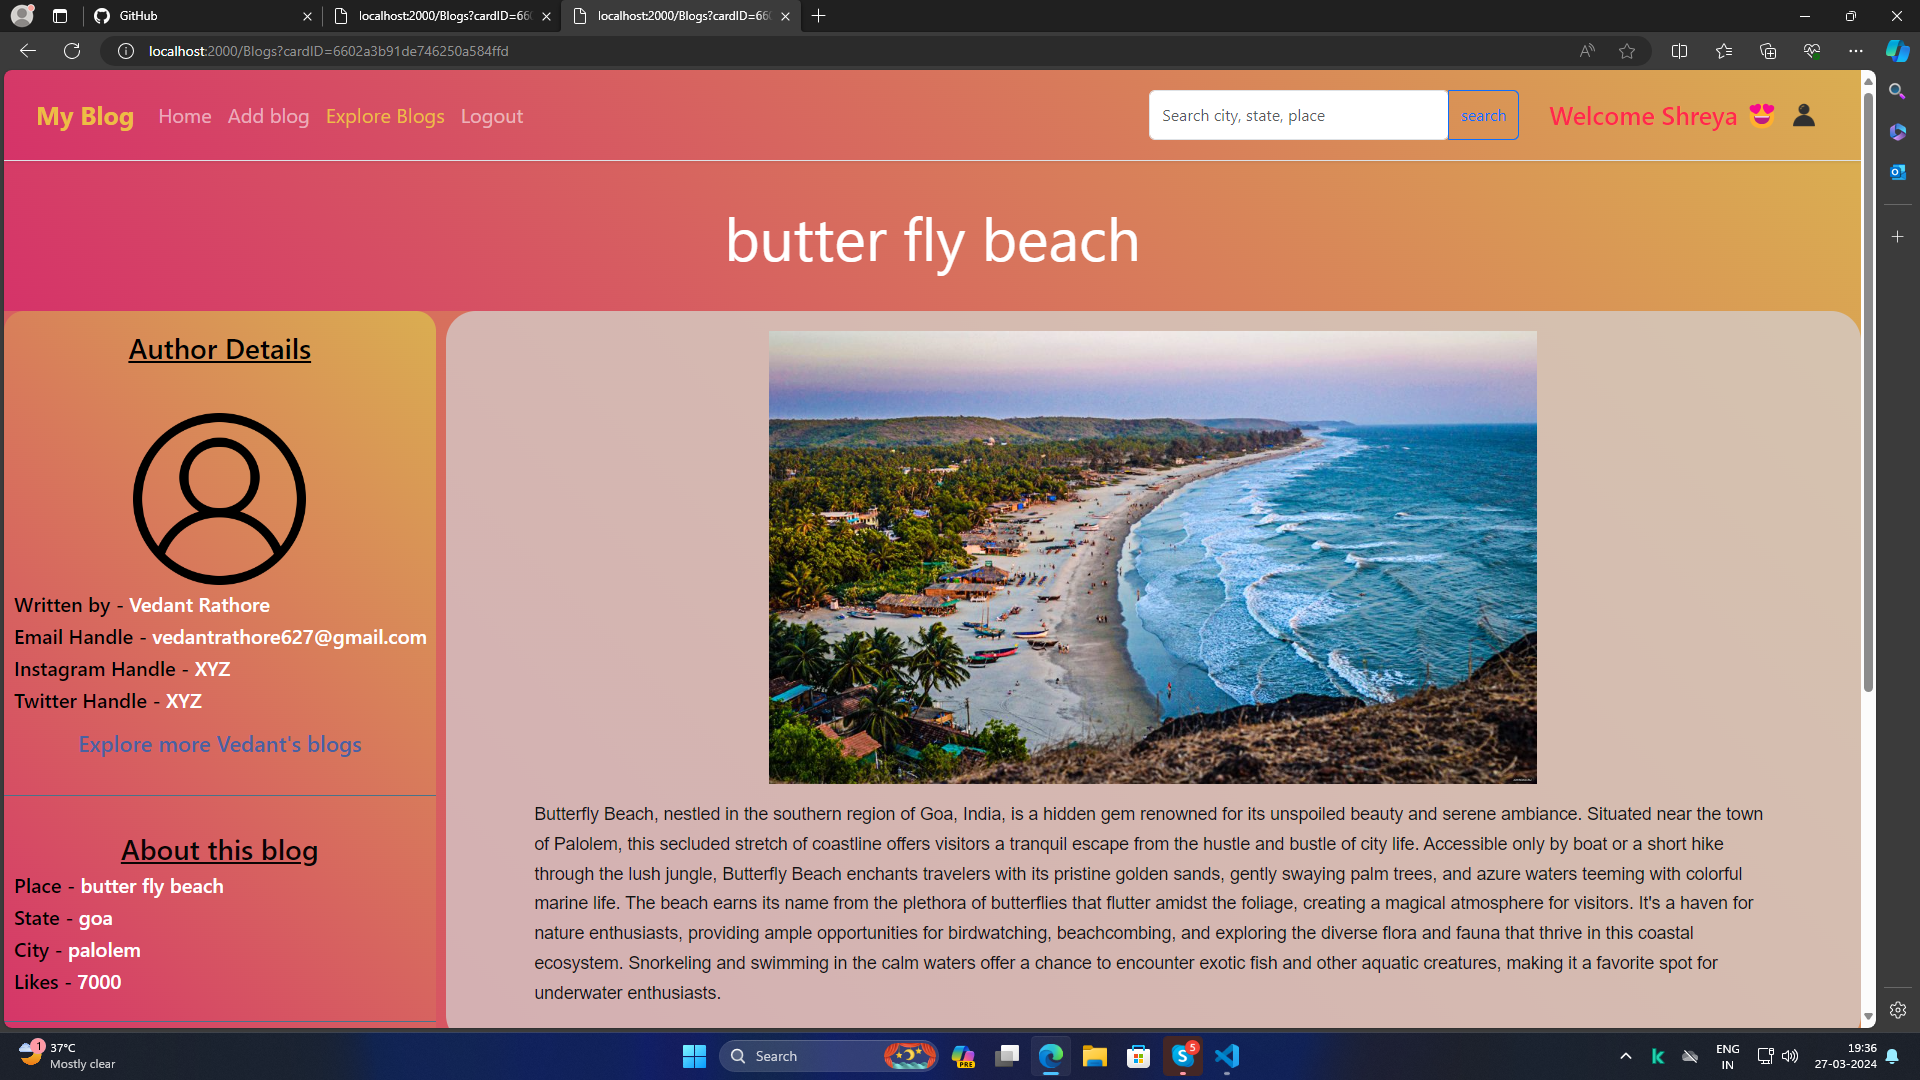 GitHub
localhost:2000/Blogs?cardID=660
localhost:2000/Blogs?cardID=66
localhost:2000/Blogs?cardID=6602a3b91de746250a584ffd
My Blog Home Add blog Explore Blogs Logout
Search city, state, place
search
Welcome Shreya 😍
butter fly beach
Author Details
Written by - Vedant Rathore
Email Handle - vedantrathore627@gmail.com
Instagram Handle - XYZ
Twitter Handle - XYZ
Explore more Vedant's blogs
About this blog
Place - butter fly beach
State - goa
City - palolem
Likes - 7000
Butterfly Beach, nestled in the southern region of Goa, India, is a hidden gem renowned for its unspoiled beauty and serene ambiance. Situated near the town
of Palolem, this secluded stretch of coastline offers visitors a tranquil escape from the hustle and bustle of city life. Accessible only by boat or a short hike
through the lush jungle, Butterfly Beach enchants travelers with its pristine golden sands, gently swaying palm trees, and azure waters teeming with colorful
marine life. The beach earns its name from the plethora of butterflies that flutter amidst the foliage, creating a magical atmosphere for visitors. It's a haven for
nature enthusiasts, providing ample opportunities for birdwatching, beachcombing, and exploring the diverse flora and fauna that thrive in this coastal
ecosystem. Snorkeling and swimming in the calm waters offer a chance to encounter exotic fish and other aquatic creatures, making it a favorite spot for
underwater enthusiasts.
1
37°C
Mostly clear
Search
PRE
5
ENG
IN
19:36
27-03-2024